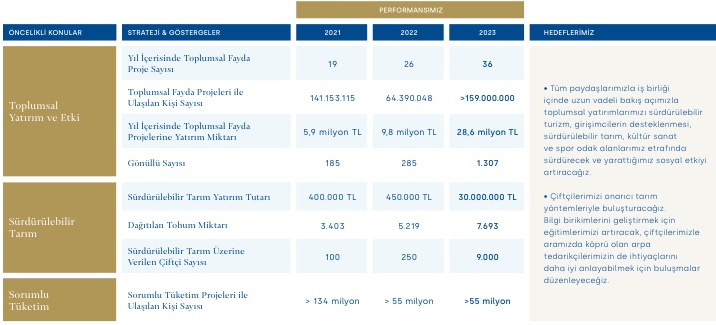 PERFORMANSIMIZ
ÖNCELİKLİ KONULAR
STRATEJİ & GÖSTERGELER
2021
2022
2023
HEDEFLERİMİZ
Toplumsal
Yatırım ve Etki
Yıl İçerisinde Toplumsal Fayda
Proje Sayısı
19
26
36
Toplumsal Fayda Projeleri ile
Ulaşılan Kişi Sayısı
141.153.115
64.390.048
>159.000.000
Yıl İçerisinde Toplumsal Fayda
Projelerine Yatırım Miktarı
5,9 milyon TL
9,8 milyon TL
28,6 milyon TL
Gönüllü Sayısı
185
285
1.307
Sürdürülebilir
Tarım
Sürdürülebilir Tarım Yatırım Tutarı
400.000 TL
450.000 TL
30.000.000 TL
Dağıtılan Tohum Miktarı
3.403
5.219
7.693
Sürdürülebilir Tarım Üzerine
Verilen Çiftçi Sayısı
100
250
9.000
Sorumlu
Tüketim
Sorumlu Tüketim Projeleri ile
Ulaşılan Kişi Sayısı
> 134 milyon
> 55 milyon
>55 milyon
• Tüm paydaşlarımızla iş birliği
içinde uzun vadeli bakış açımızla
toplumsal yatırımlarımızı sürdürülebilir
turizm, girişimcilerin desteklenmesi,
sürdürülebilir tarım, kültür sanat
ve spor odak alanlarımız etrafında
sürdürecek ve yarattığımız sosyal etkiyi
artıracağız.
• Çiftçilerimizi onarıcı tarım
yöntemleriyle buluşturacağız.
Bilgi birikimlerini geliştirmek için
eğitimlerimizi artıracak, çiftçilerimizle
aramızda köprü olan arpa
tedarikçilerimizin de ihtiyaçlarını
daha iyi anlayabilmek için buluşmalar
düzenleyeceğiz.